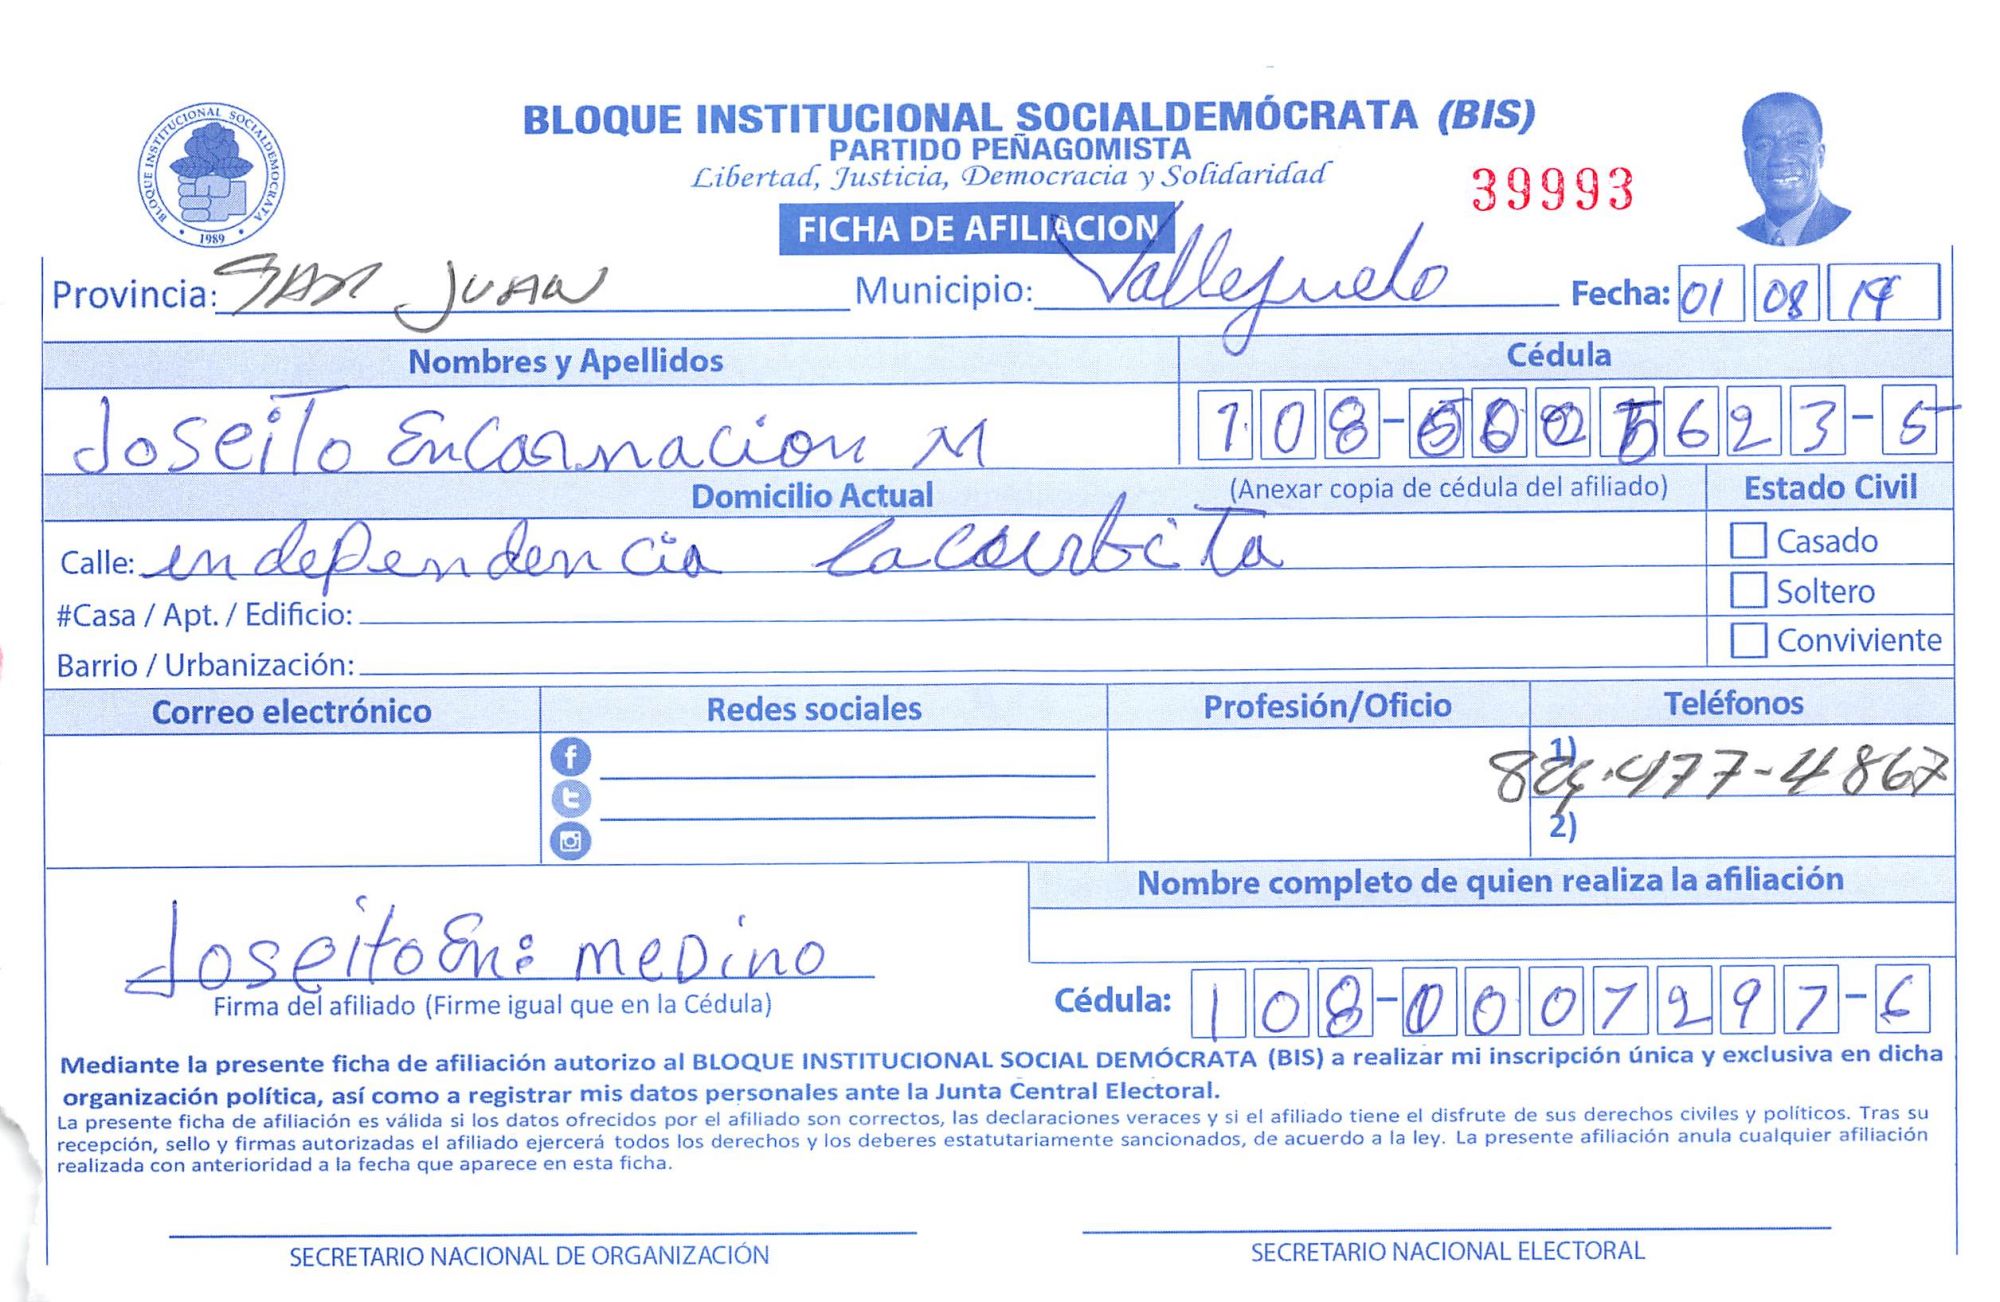 BLOQUE INSTITUCIONAL SOCIALDEMÓCRATA (BIS)
PARTIDO PEÑAGOMISTA
Libertad, Justicia, Democracia y Solidaridad
39993
BLOQUE INSTITUCIONAL SOCIALDEMOCRATA
1989
FICHA DE AFILIACION
Provincia: SAN JUAN Municipio: Vallejuelo Fecha: 01 08 19
Nombres y Apellidos Cédula
Joseito Encarnacion M 108- 623-5
Domicilio Actual (Anexar copia de cédula del afiliado) Estado Civil
Calle: independencia
Casado
#Casa / Apt. / Edificio:
Soltero
Barrio / Urbanización:
Conviviente
Correo electrónico Redes sociales Profesión/Oficio Teléfonos
1) 477-4867
2)
Nombre completo de quien realiza la afiliación
Joseito En: meDino
Firma del afiliado (Firme igual que en la Cédula)
Cédula: 108-0007297-6
Mediante la presente ficha de afiliación autorizo al BLOQUE INSTITUCIONAL SOCIAL DEMÓCRATA (BIS) a realizar mi inscripción única y exclusiva en dicha
organización política, así como a registrar mis datos personales ante la Junta Central Electoral.
La presente ficha de afiliación es válida si los datos ofrecidos por el afiliado son correctos, las declaraciones veraces y si el afiliado tiene el disfrute de sus derechos civiles y políticos. Tras su
recepción, sello y firmas autorizadas el afiliado ejercerá todos los derechos y los deberes estatutariamente sancionados, de acuerdo a la ley. La presente afiliación anula cualquier afiliación
realizada con anterioridad a la fecha que aparece en esta ficha.
SECRETARIO NACIONAL DE ORGANIZACIÓN
SECRETARIO NACIONAL ELECTORAL